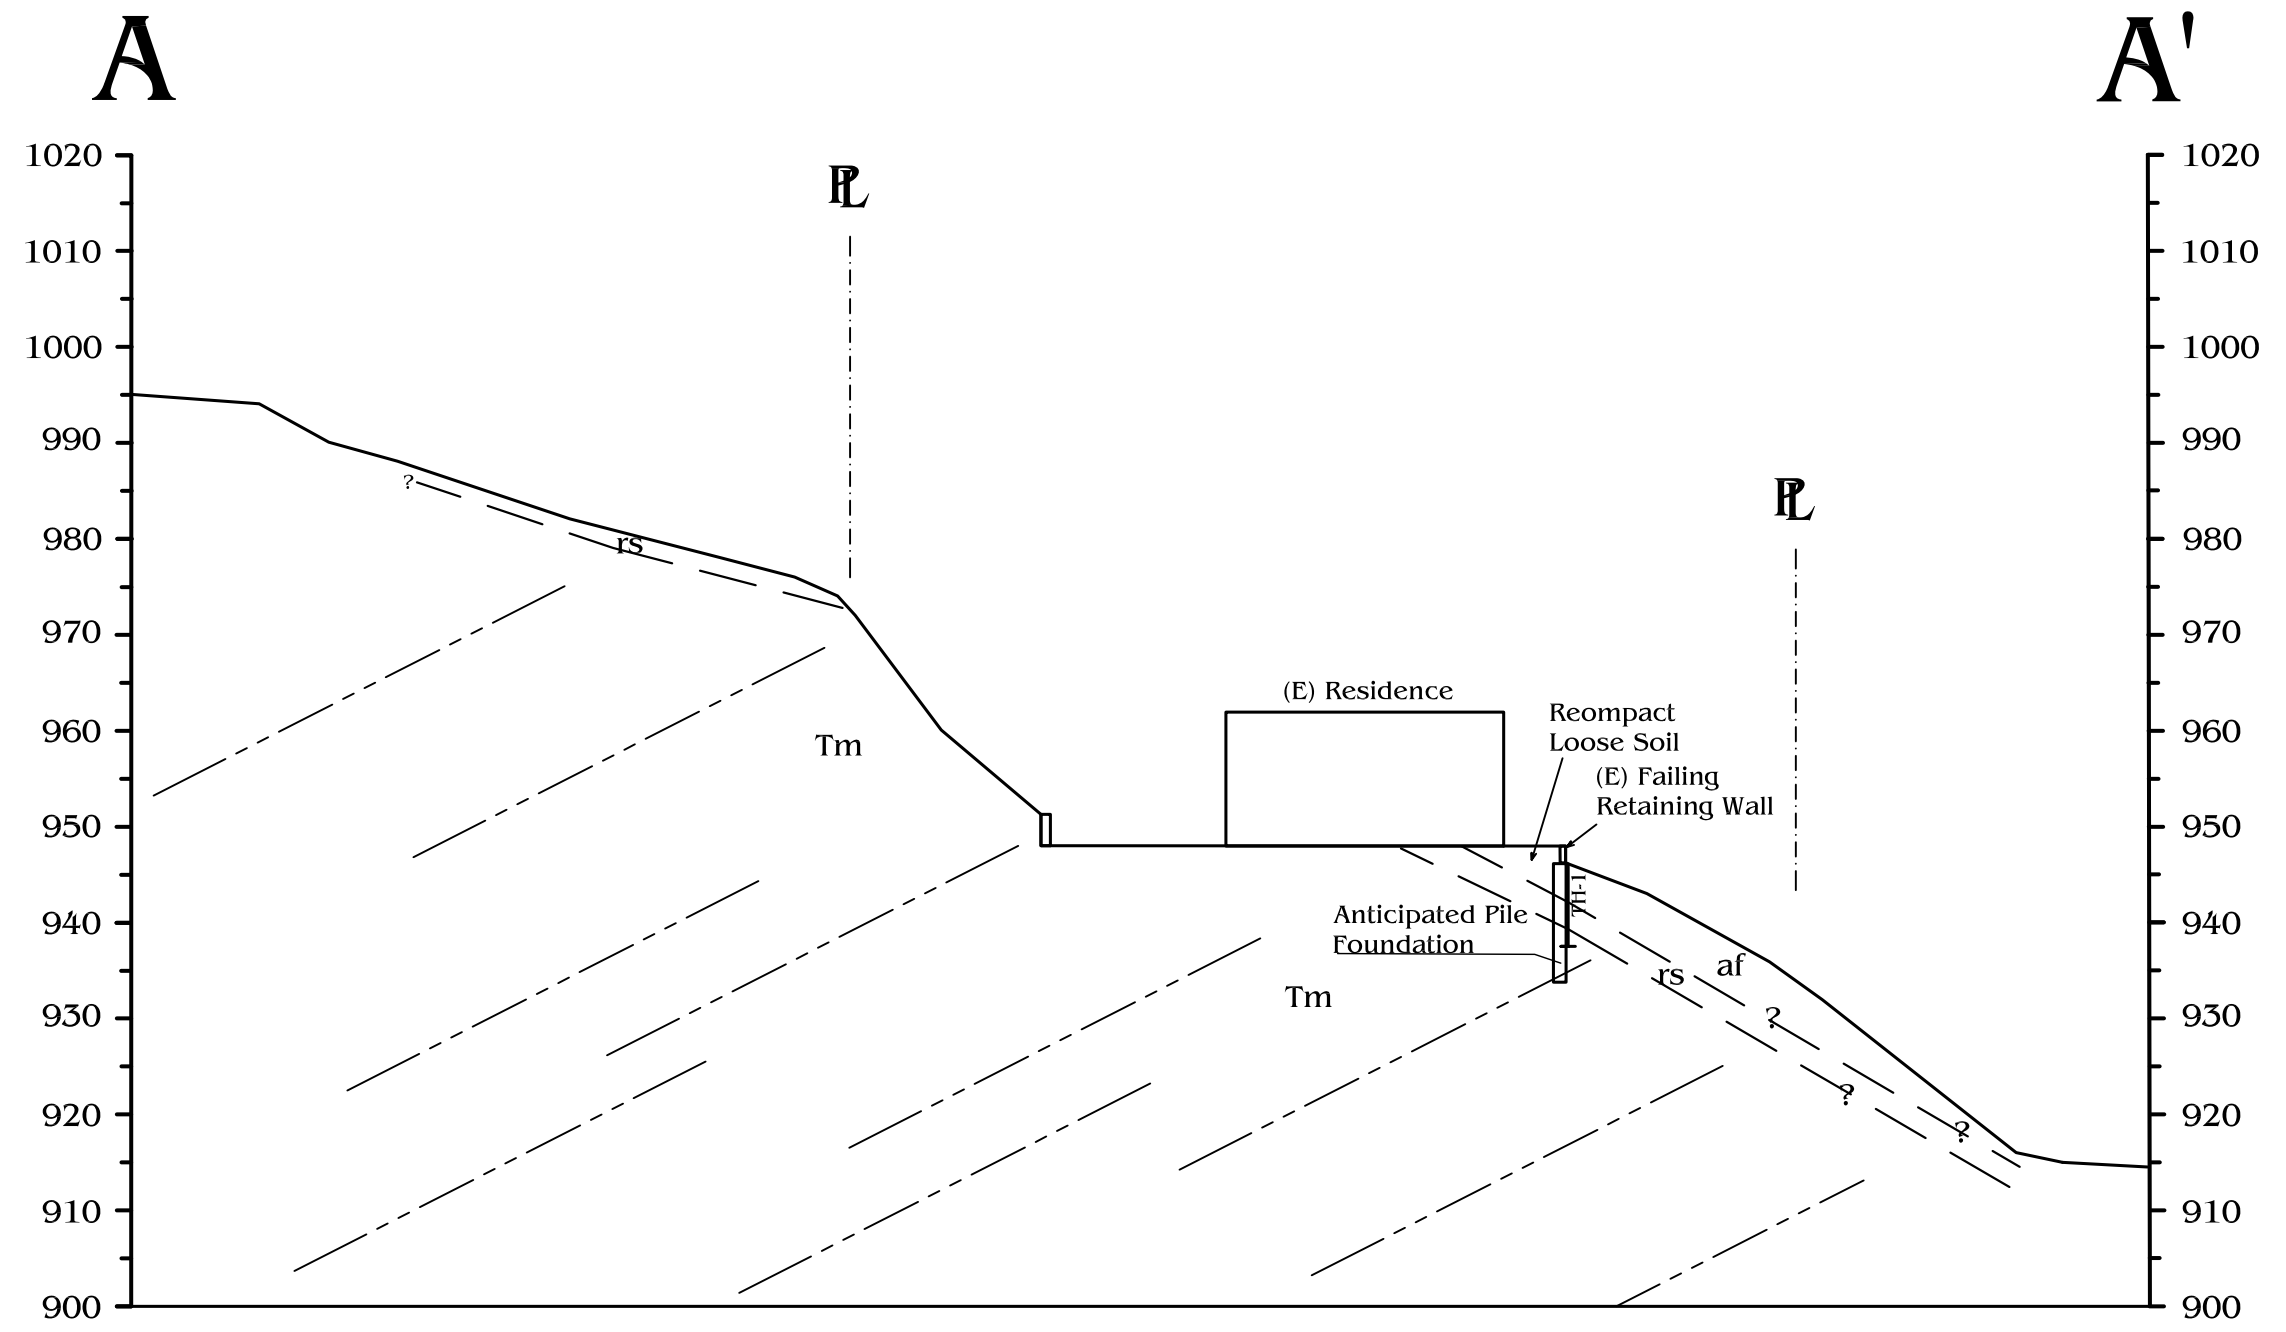 A
A'
1020
1010
1000
990
980
970
960
950
940
930
920
910
900
1020
1010
1000
990
980
970
960
950
940
930
920
910
900
PL
PL
?
rs
Tm
(E) Residence
Reompact
Loose Soil
(E) Failing
Retaining Wall
TH-1
Anticipated Pile
Foundation
Tm
rs
af
?
?
?